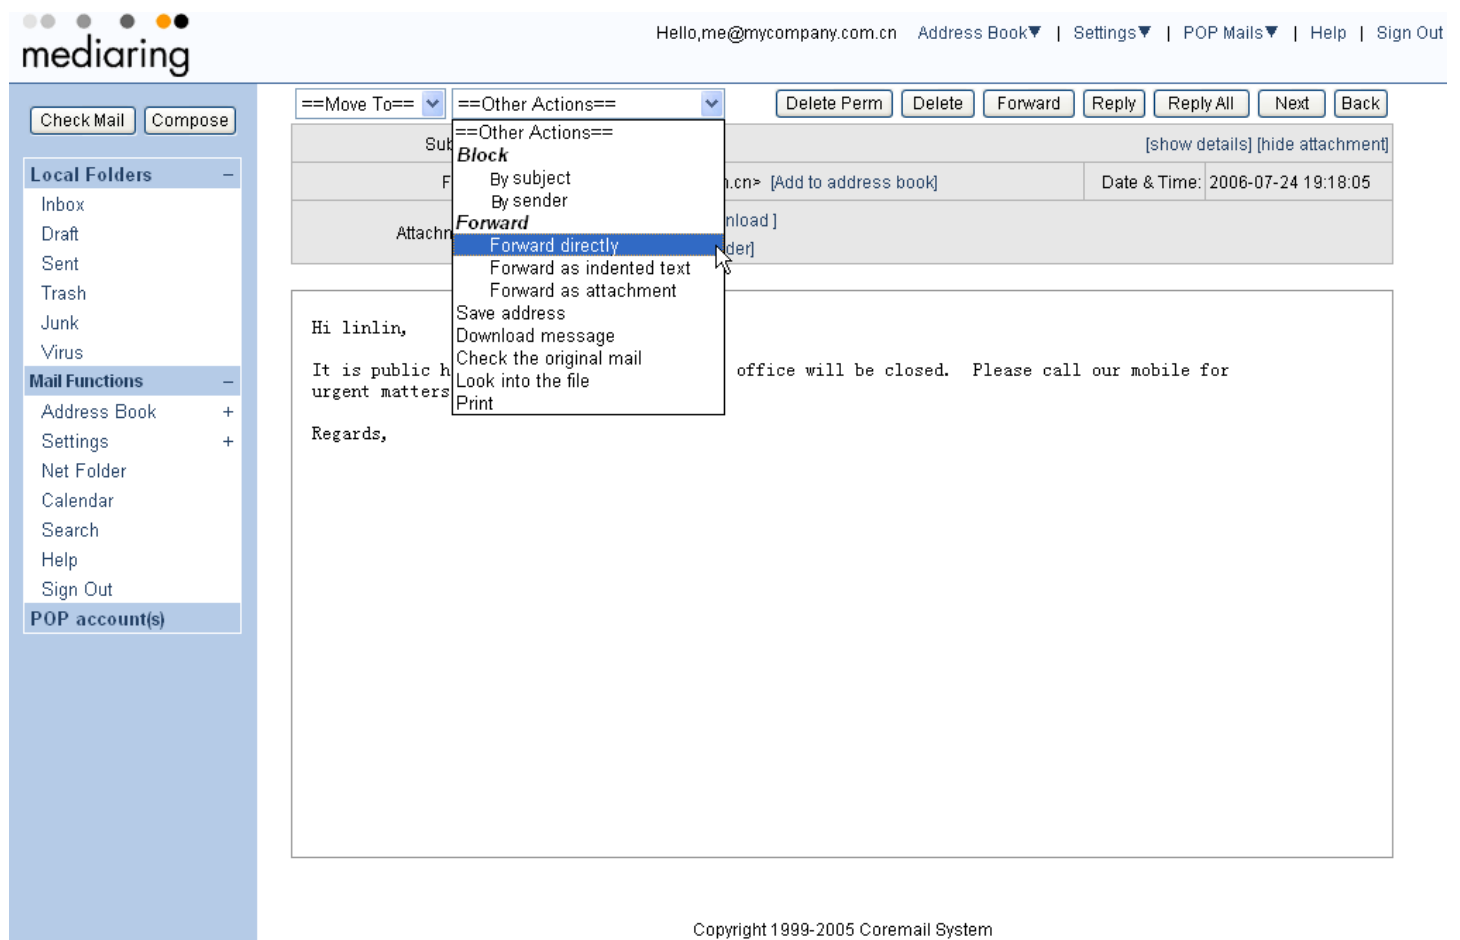 mediaring
Hello,me@mycompany.com.cn Address Book▼ | Settings▼ | POP Mails▼ | Help | Sign Out
Check Mail Compose
==Move To== ==Other Actions== Delete Perm Delete Forward Reply Reply All Next Back
==Other Actions==
Block
By subject
By sender
Forward
Forward directly
Forward as indented text
Forward as attachment
Save address
Download message
Check the original mail
Look into the file
Print
[show details] [hide attachment]
[Add to address book] Date & Time: 2006-07-24 19:18:05
Local Folders −
Inbox
Draft
Sent
Trash
Junk
Virus
Mail Functions −
Address Book +
Settings +
Net Folder
Calendar
Search
Help
Sign Out
POP account(s)
Hi linlin,
It is public office will be closed. Please call our mobile for
urgent matters
Regards,
Copyright 1999-2005 Coremail System